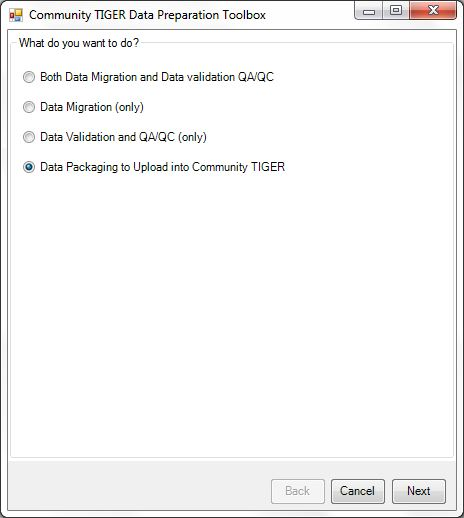 Community TIGER Data Preparation Toolbox
What do you want to do?
Both Data Migration and Data validation QA/QC
Data Migration (only)
Data Validation and QA/QC (only)
Data Packaging to Upload into Community TIGER
Back Cancel Next